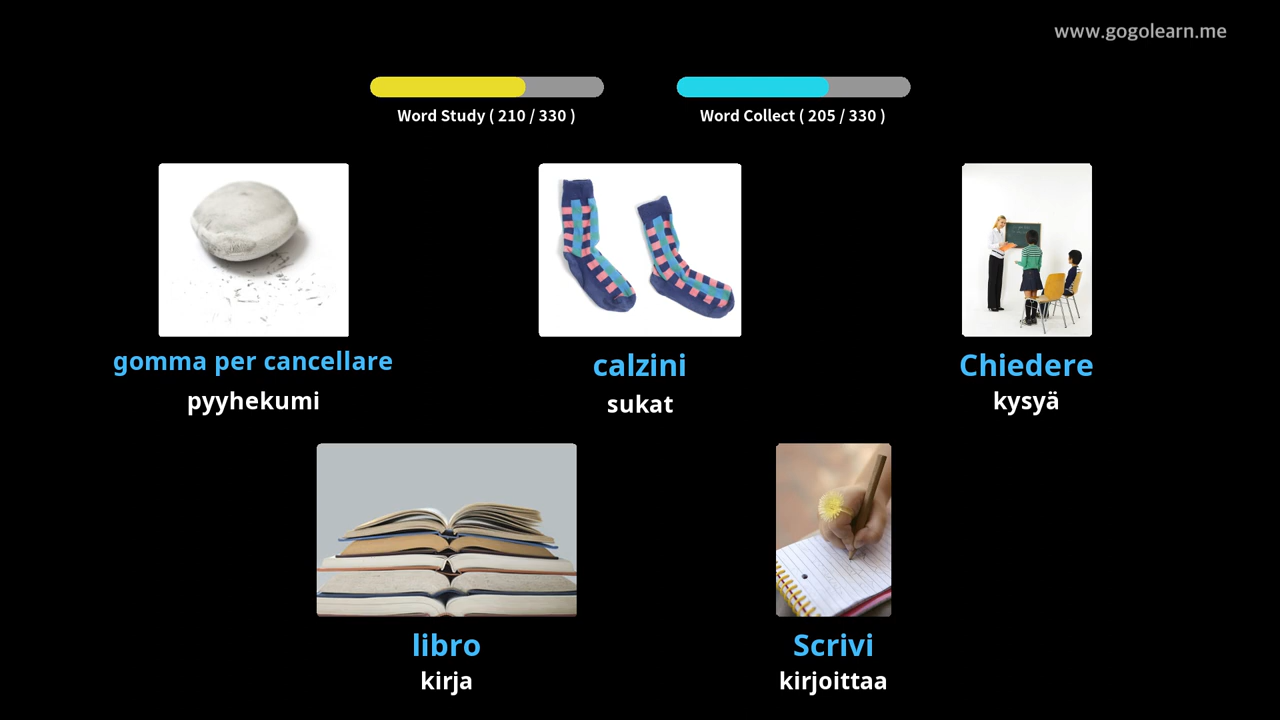 www.gogolearn.me
Word Study ( 210 / 330 )
Word Collect ( 205 / 330 )
gomma per cancellare
pyyhekumi
calzini
sukat
Chiedere
kysyä
libro
kirja
Scrivi
kirjoittaa